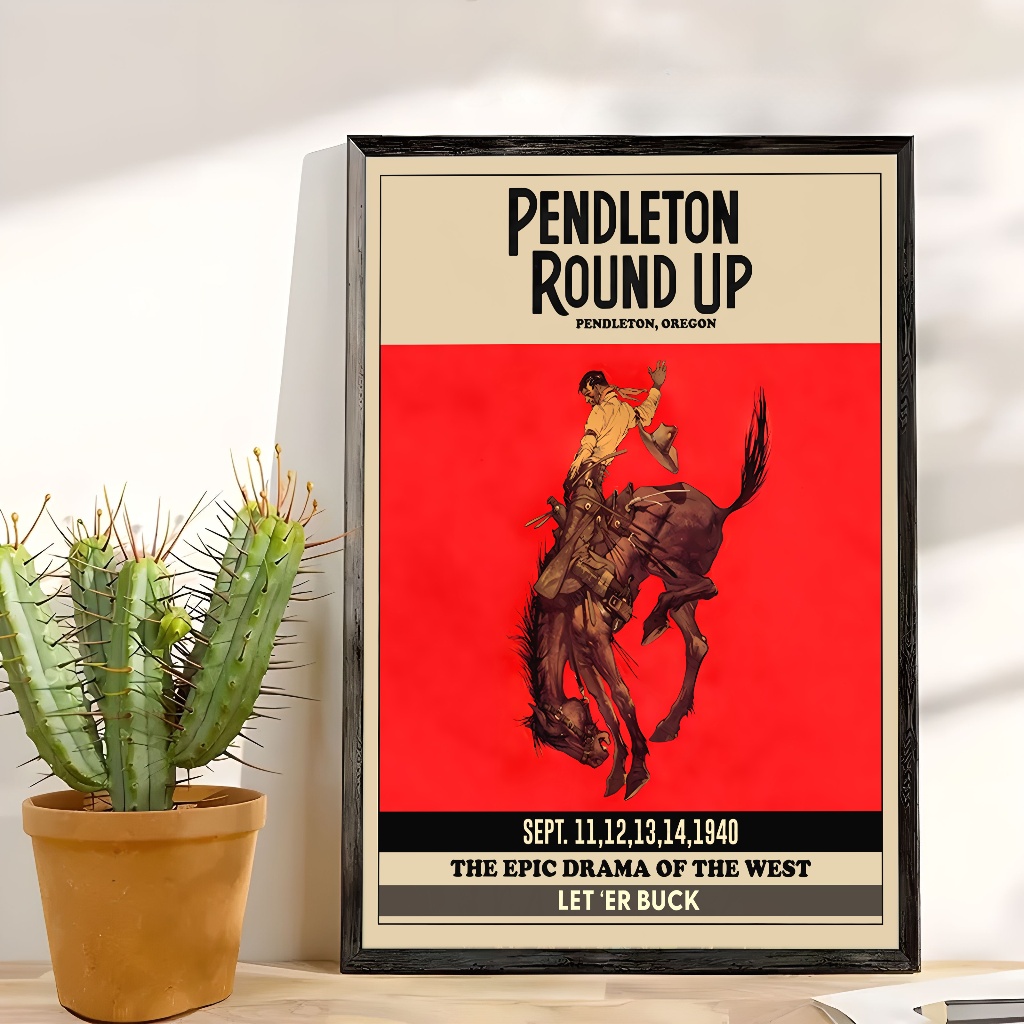 PENDLETON
ROUND UP
PENDLETON, OREGON
SEPT. 11,12,13,14,1940
THE EPIC DRAMA OF THE WEST
LET ‘ER BUCK